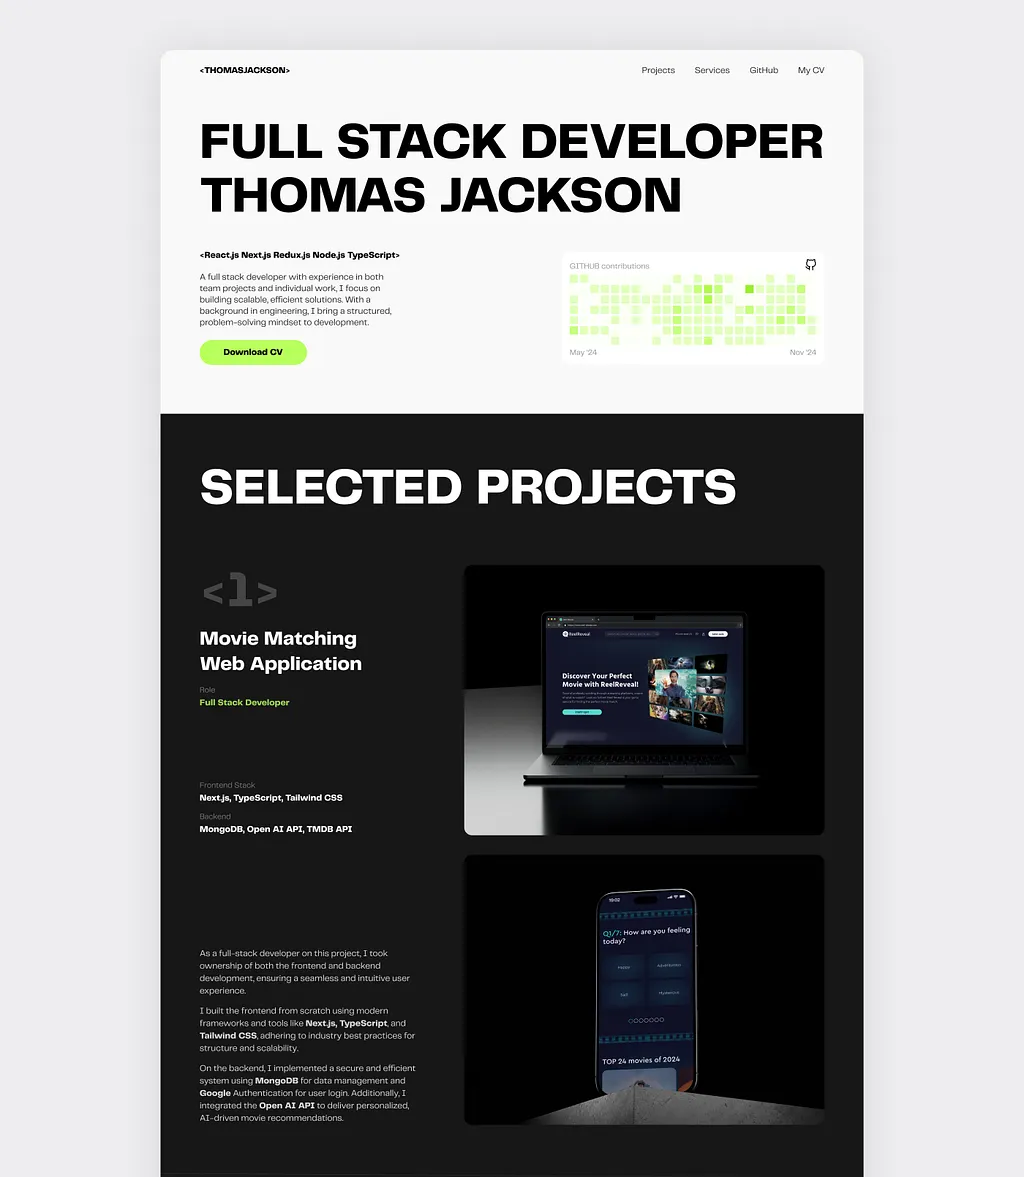 <THOMASJACKSON>
Projects Services GitHub My CV
FULL STACK DEVELOPER
THOMAS JACKSON
<React.js Next.js Redux.js Node.js TypeScript>
A full stack developer with experience in both
team projects and individual work, I focus on
building scalable, efficient solutions. With a
background in engineering, I bring a structured,
problem-solving mindset to development.
Download CV
GITHUB contributions
May '24
Nov '24
SELECTED PROJECTS
<1>
Movie Matching
Web Application
Role
Full Stack Developer
Frontend Stack
Next.js, TypeScript, Tailwind CSS
Backend
MongoDB, Open AI API, TMDB API
As a full-stack developer on this project, I took
ownership of both the frontend and backend
development, ensuring a seamless and intuitive user
experience.
I built the frontend from scratch using modern
frameworks and tools like Next.js, TypeScript, and
Tailwind CSS, adhering to industry best practices for
structure and scalability.
On the backend, I implemented a secure and efficient
system using MongoDB for data management and
Google Authentication for user login. Additionally, I
integrated the Open AI API to deliver personalized,
AI-driven movie recommendations.
ReelReveal
Discover Your Perfect
Movie with ReelReveal!
19:02
Q1/7: How are you feeling
today?
Happy
Adventurous
Sad
Mysterious
TOP 24 movies of 2024